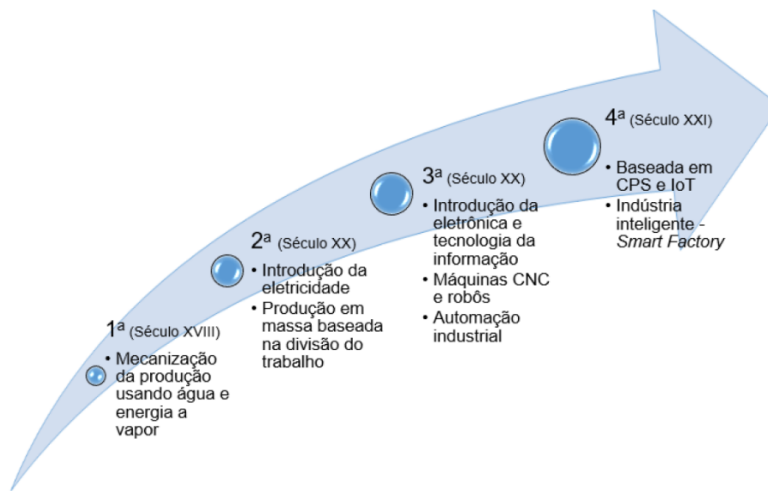 1ª (Século XVIII)
• Mecanização
da produção
usando água e
energia a
vapor
2ª (Século XX)
• Introdução da
eletricidade
• Produção em
massa baseada
na divisão do
trabalho
3ª (Século XX)
• Introdução da
eletrônica e
tecnologia da
informação
• Máquinas CNC
e robôs
• Automação
industrial
4ª (Século XXI)
• Baseada em
CPS e IoT
• Indústria
inteligente -
Smart Factory